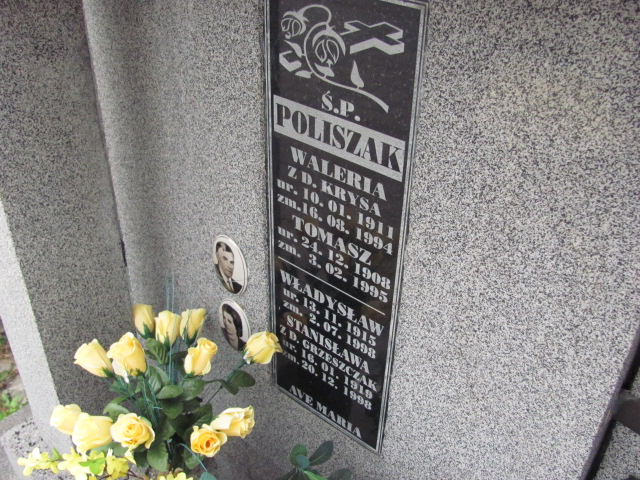 Ś.P.
POLISZAK
WALERIA
Z D. KRYSA
ur. 10. 01. 1911
zm. 16. 08. 1994
TOMASZ
ur. 24. 12. 1908
zm. 3. 02. 1995
WŁADYSŁAW
ur. 13. 11. 1915
zm. 2. 07. 1998
STANISŁAWA
Z D. GRZESZCZAK
ur. 16. 01. 1919
zm. 20. 12. 1998
AVE MARIA